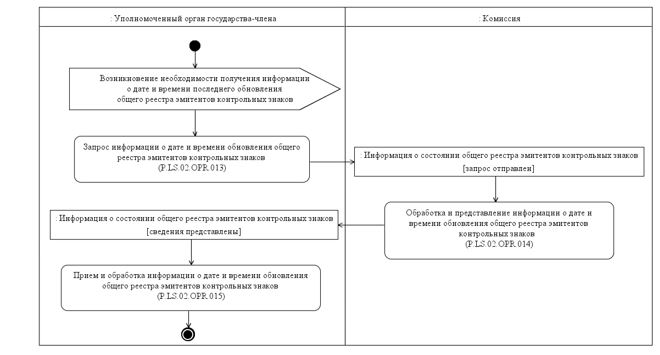 : Уполномоченный орган государства-члена
: Комиссия
Возникновение необходимости получения информации
о дате и времени последнего обновления
общего реестра эмитентов контрольных знаков
Запрос информации о дате и времени обновления общего
реестра эмитентов контрольных знаков
(P.LS.02.OPR.013)
: Информация о состоянии общего реестра эмитентов контрольных знаков
[запрос отправлен]
Обработка и представление информации о дате и
времени обновления общего реестра эмитентов
контрольных знаков
(P.LS.02.OPR.014)
: Информация о состоянии общего реестра эмитентов контрольных знаков
[сведения представлены]
Прием и обработка информации о дате и времени обновления
общего реестра эмитентов контрольных знаков
(P.LS.02.OPR.015)